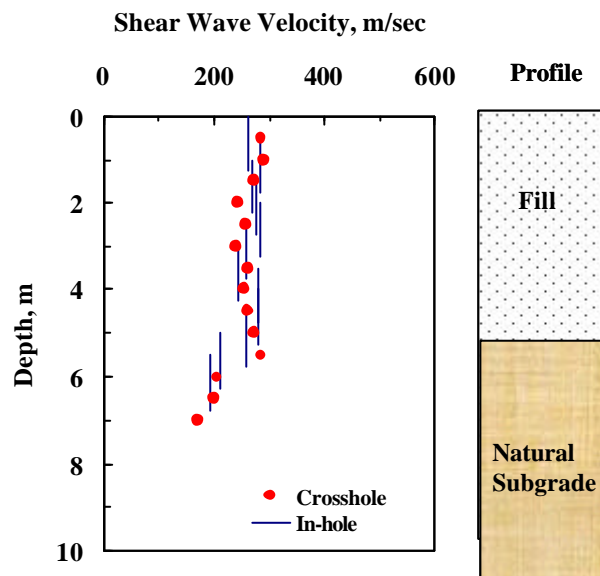 Shear Wave Velocity, m/sec
0 200 400 600
Profile
0
2
4
6
8
10
Depth, m
Fill
Natural
Subgrade
Crosshole
In-hole